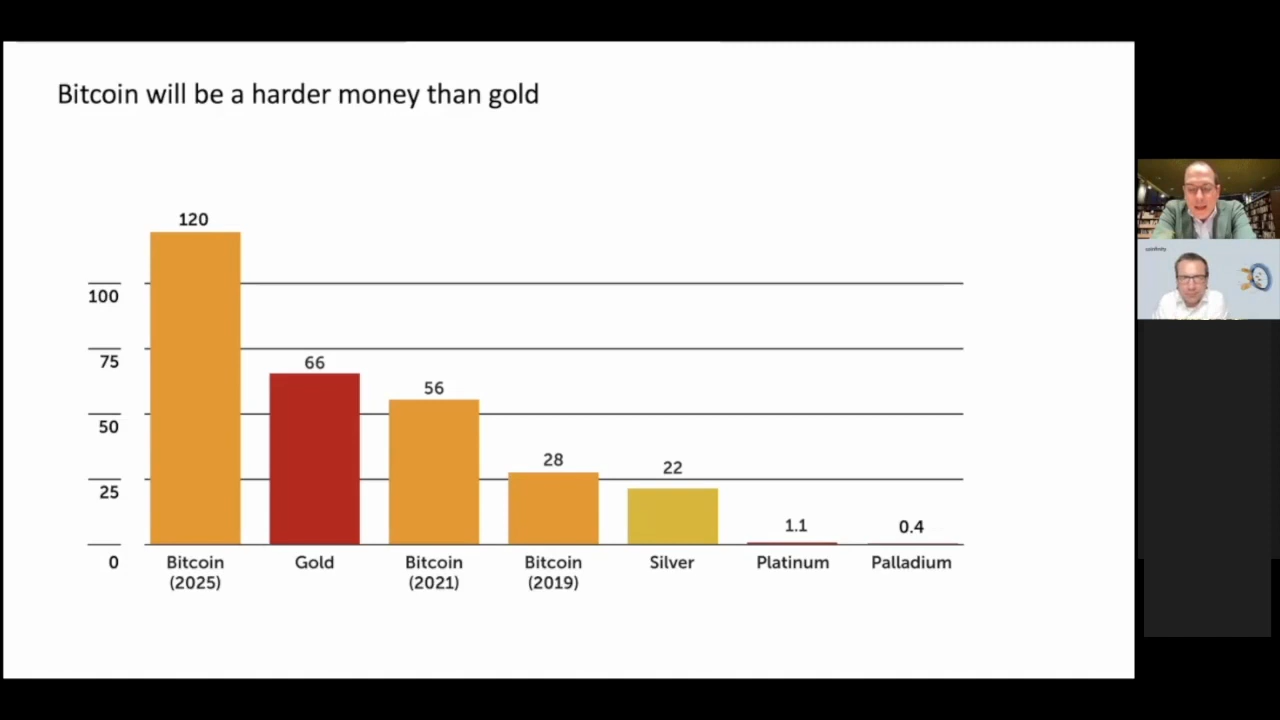 Bitcoin will be a harder money than gold
120
100
66
75
56
50
28
22
25
1.1
0.4
0
Bitcoin
(2025)
Gold
Bitcoin
(2021)
Bitcoin
(2019)
Silver
Platinum
Palladium
coinfinity